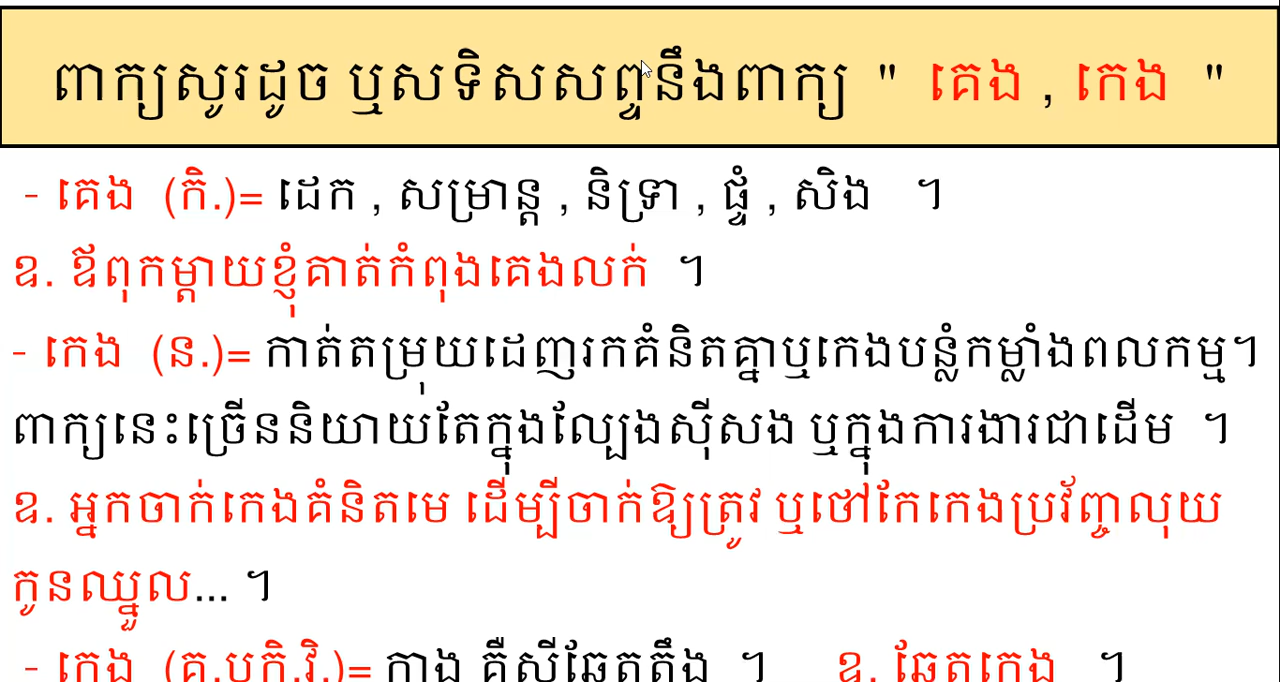 ពាក្យសូរដូច ឬសទិសសព្ទនឹងពាក្យ " គេង , កេង "
- គេង (កិ.)= ដេក , សម្រាន្ត , និទ្រា , ផ្ទំ , សិង ។
ឧ. ឪពុកម្តាយខ្ញុំគាត់កំពុងគេងលក់ ។
- កេង (ន.)= កាត់តម្រុយដេញរកគំនិតគ្នាឬកេងបន្លំកម្លាំងពលកម្ម។
ពាក្យនេះច្រើននិយាយតែក្នុងល្បែងស៊ីសង ឬក្នុងការងារជាដើម ។
ឧ. អ្នកចាក់កេងគំនិតមេ ដើម្បីចាក់ឱ្យត្រូវ ឬថៅកែកេងប្រវ័ញ្ចលុយ
កូនឈ្នួល... ។
- កេង (គ.បកិ.វិ.)= កាង គឺស៊ីឆែតតឹង ។ ឧ. ឆែតកេង ។